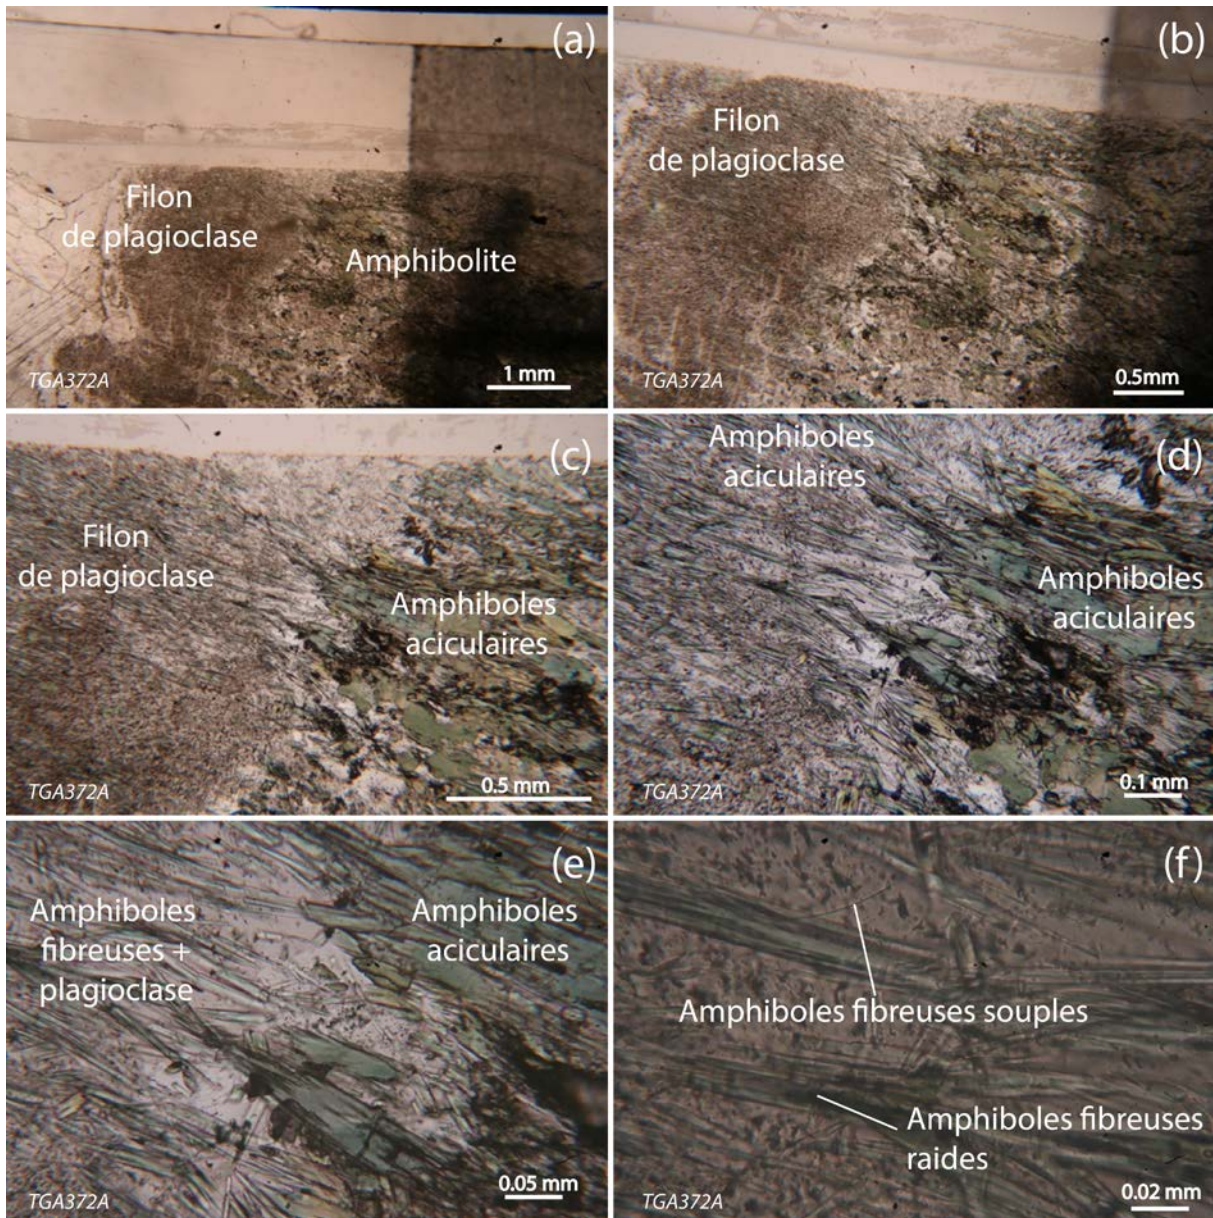 (a)
Filon
de plagioclase
Amphibolite
TGA372A
1 mm
(b)
Filon
de plagioclase
TGA372A
0.5mm
(c)
Filon
de plagioclase
Amphiboles
aciculaires
TGA372A
0.5 mm
Amphiboles
aciculaires
(d)
Amphiboles
aciculaires
TGA372A
0.1 mm
(e)
Amphiboles
fibreuses +
plagioclase
Amphiboles
aciculaires
TGA372A
0.05 mm
(f)
Amphiboles fibreuses souples
Amphiboles fibreuses
raides
TGA372A
0.02 mm